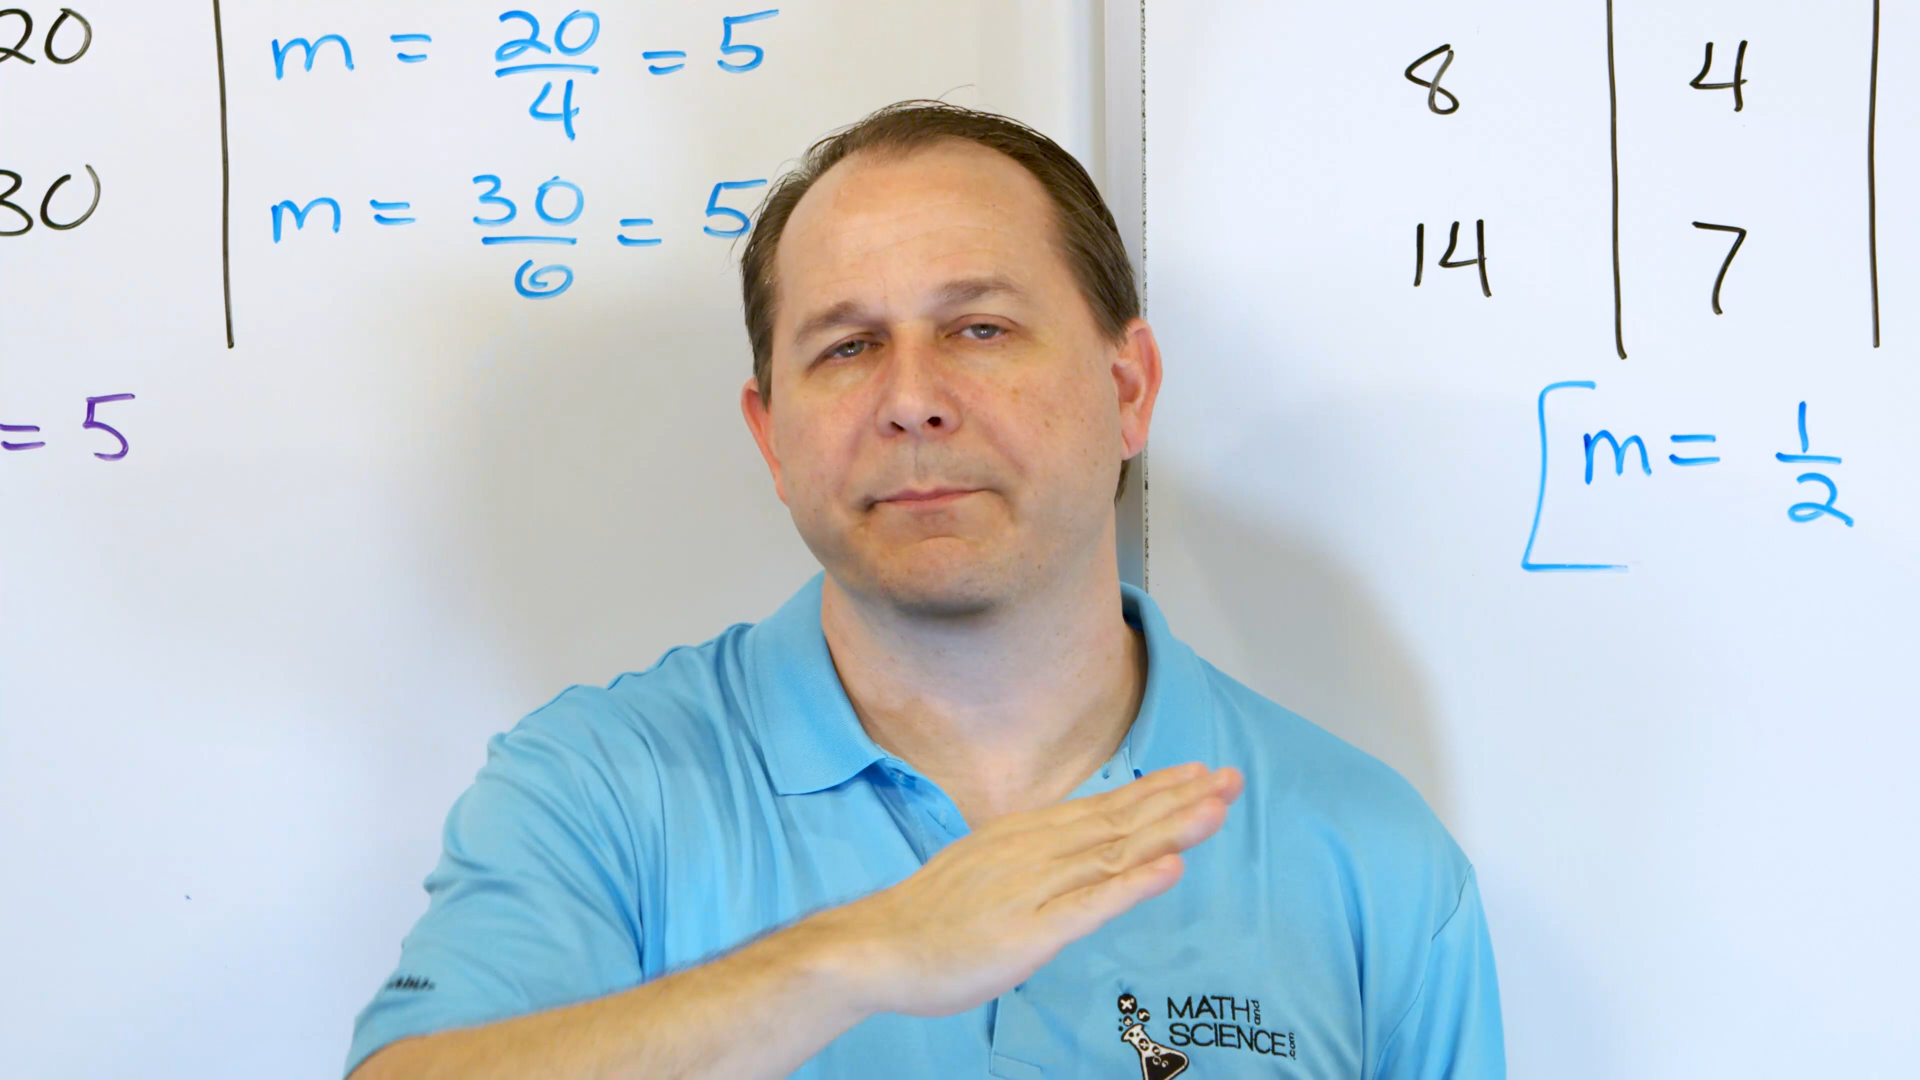 20
m = 20/4 = 5
30
m = 30/6 = 5
= 5
8 4
14 7
m = 1/2
MATH and
SCIENCE .com